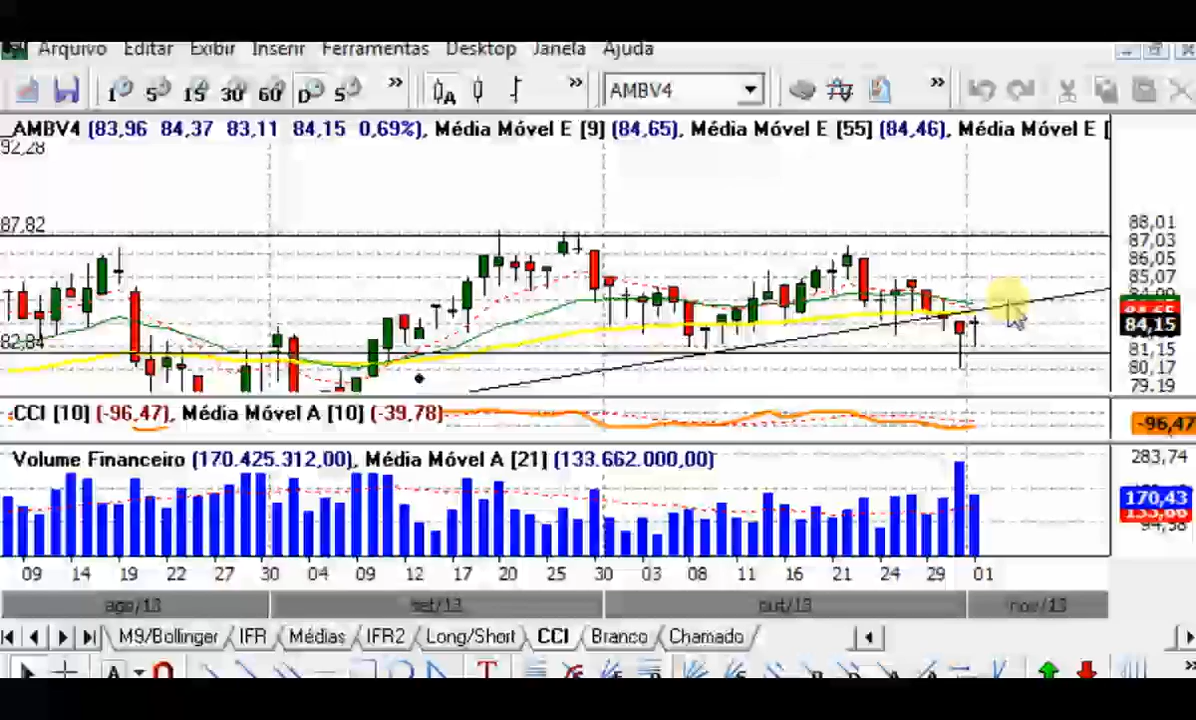 Arquivo Editar Exibir Inserir Ferramentas Desktop Janela Ajuda
1 5 15 30 60 D S » A » AMBV4 »
_AMBV4 (83,96 84,37 83,11 84,15 0,69%), Média Móvel E [9] (84,65), Média Móvel E [55] (84,46), Média Móvel E [
92,28
87,82
88,01
87,03
86,05
85,07
84,15
82,84
81,15
80,17
79,19
CCI [10] (-96,47), Média Móvel A [10] (-39,78)
-96,47
Volume Financeiro (170.425.312,00), Média Móvel A [21] (133.662.000,00)
283,74
170,43
133,66
94,58
09 14 19 22 27 30 04 09 12 17 20 25 30 03 08 11 16 21 24 29 01
ago/13 set/13 out/13 nov/13
M9/Bollinger IFR Médias IFR2 Long/Short CCI Branco Chamado
A T